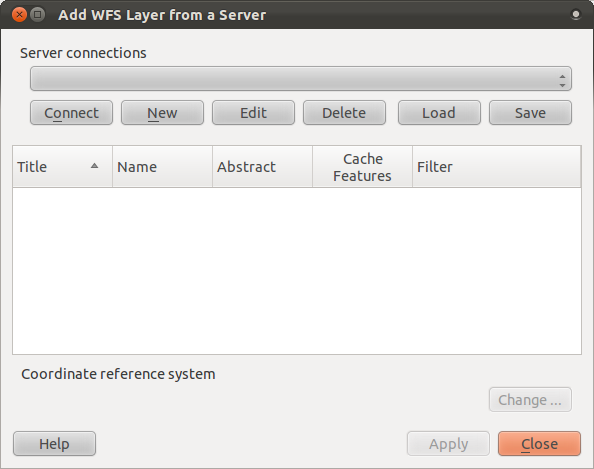 Add WFS Layer from a Server
Server connections
Connect New Edit Delete Load Save
Title Name Abstract Cache Features Filter
Coordinate reference system
Change ...
Help Apply Close